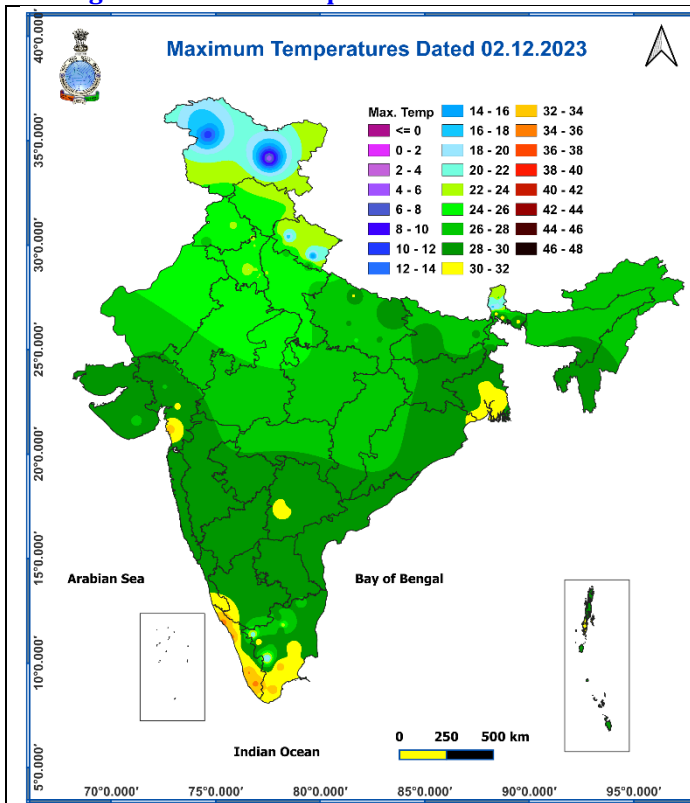 Maximum Temperatures Dated 02.12.2023
Max. Temp
<= 0
0 - 2
2 - 4
4 - 6
6 - 8
8 - 10
10 - 12
12 - 14
14 - 16
16 - 18
18 - 20
20 - 22
22 - 24
24 - 26
26 - 28
28 - 30
30 - 32
32 - 34
34 - 36
36 - 38
38 - 40
40 - 42
42 - 44
44 - 46
46 - 48
40°0.000'
35°0.000'
30°0.000'
25°0.000'
20°0.000'
15°0.000'
10°0.000'
5°0.000'
Arabian Sea
Bay of Bengal
Indian Ocean
0 250 500 km
70°0.000' 75°0.000' 80°0.000' 85°0.000' 90°0.000' 95°0.000'